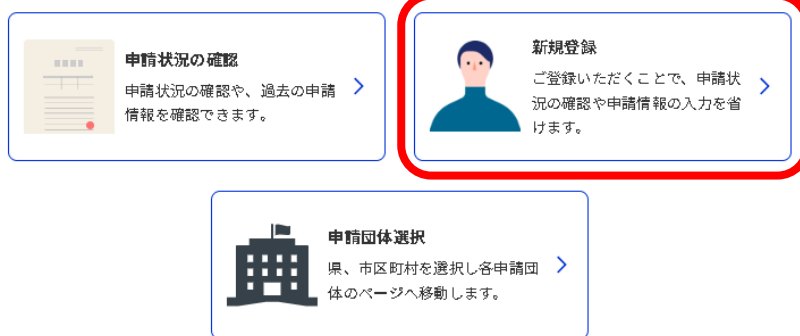 申請状況の確認
申請状況の確認や、過去の申請
情報を確認できます。
新規登録
ご登録いただくことで、申請状
況の確認や申請情報の入力を省
けます。
申請団体選択
県、市区町村を選択し各申請団
体のページへ移動します。